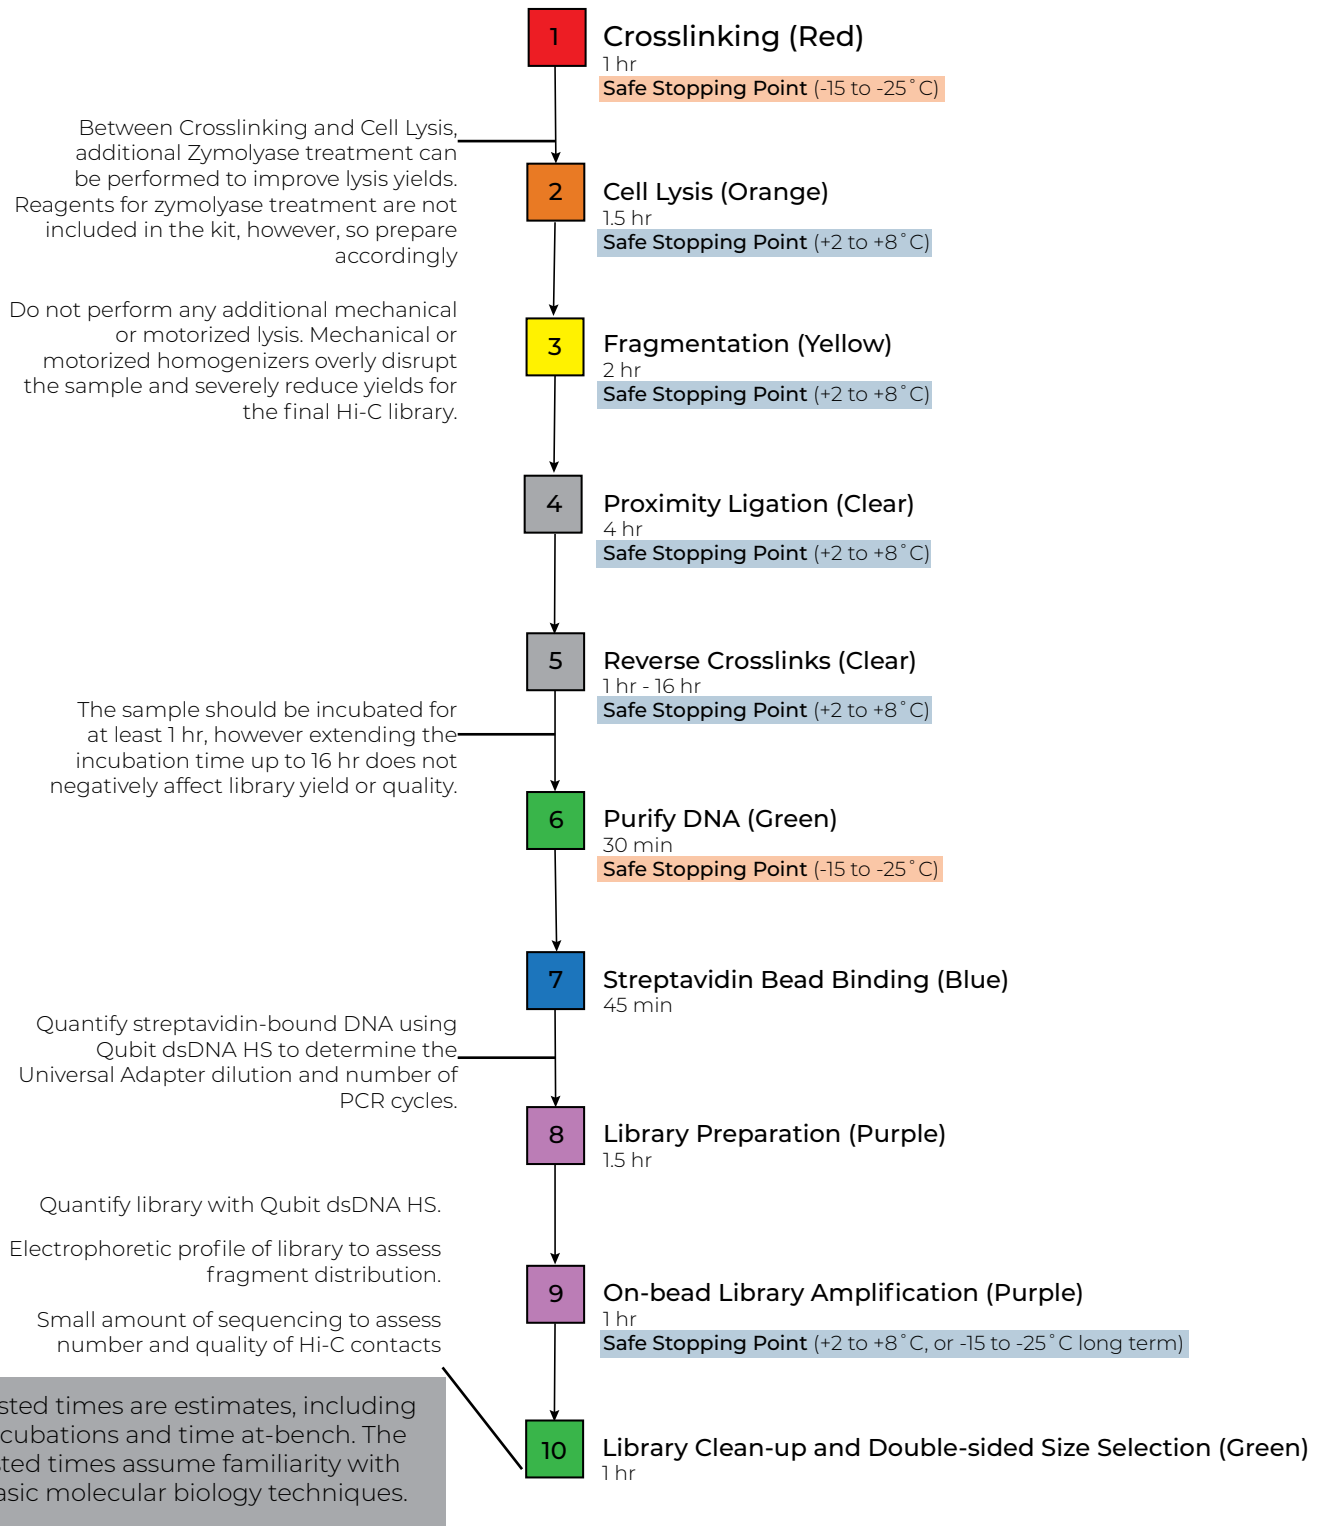 1
Crosslinking (Red)
1 hr
Safe Stopping Point (-15 to -25˚C)
Between Crosslinking and Cell Lysis,
additional Zymolyase treatment can
be performed to improve lysis yields.
Reagents for zymolyase treatment are not
included in the kit, however, so prepare
accordingly
2
Cell Lysis (Orange)
1.5 hr
Safe Stopping Point (+2 to +8˚C)
Do not perform any additional mechanical
or motorized lysis. Mechanical or
motorized homogenizers overly disrupt
the sample and severely reduce yields for
the final Hi-C library.
3
Fragmentation (Yellow)
2 hr
Safe Stopping Point (+2 to +8˚C)
4
Proximity Ligation (Clear)
4 hr
Safe Stopping Point (+2 to +8˚C)
5
Reverse Crosslinks (Clear)
1 hr - 16 hr
Safe Stopping Point (+2 to +8˚C)
The sample should be incubated for
at least 1 hr, however extending the
incubation time up to 16 hr does not
negatively affect library yield or quality.
6
Purify DNA (Green)
30 min
Safe Stopping Point (-15 to -25˚C)
7
Streptavidin Bead Binding (Blue)
45 min
Quantify streptavidin-bound DNA using
Qubit dsDNA HS to determine the
Universal Adapter dilution and number of
PCR cycles.
8
Library Preparation (Purple)
1.5 hr
Quantify library with Qubit dsDNA HS.
Electrophoretic profile of library to assess
fragment distribution.
Small amount of sequencing to assess
number and quality of Hi-C contacts
9
On-bead Library Amplification (Purple)
1 hr
Safe Stopping Point (+2 to +8˚C, or -15 to -25˚C long term)
10
Library Clean-up and Double-sided Size Selection (Green)
1 hr
sted times are estimates, including
cubations and time at-bench. The
sted times assume familiarity with
asic molecular biology techniques.